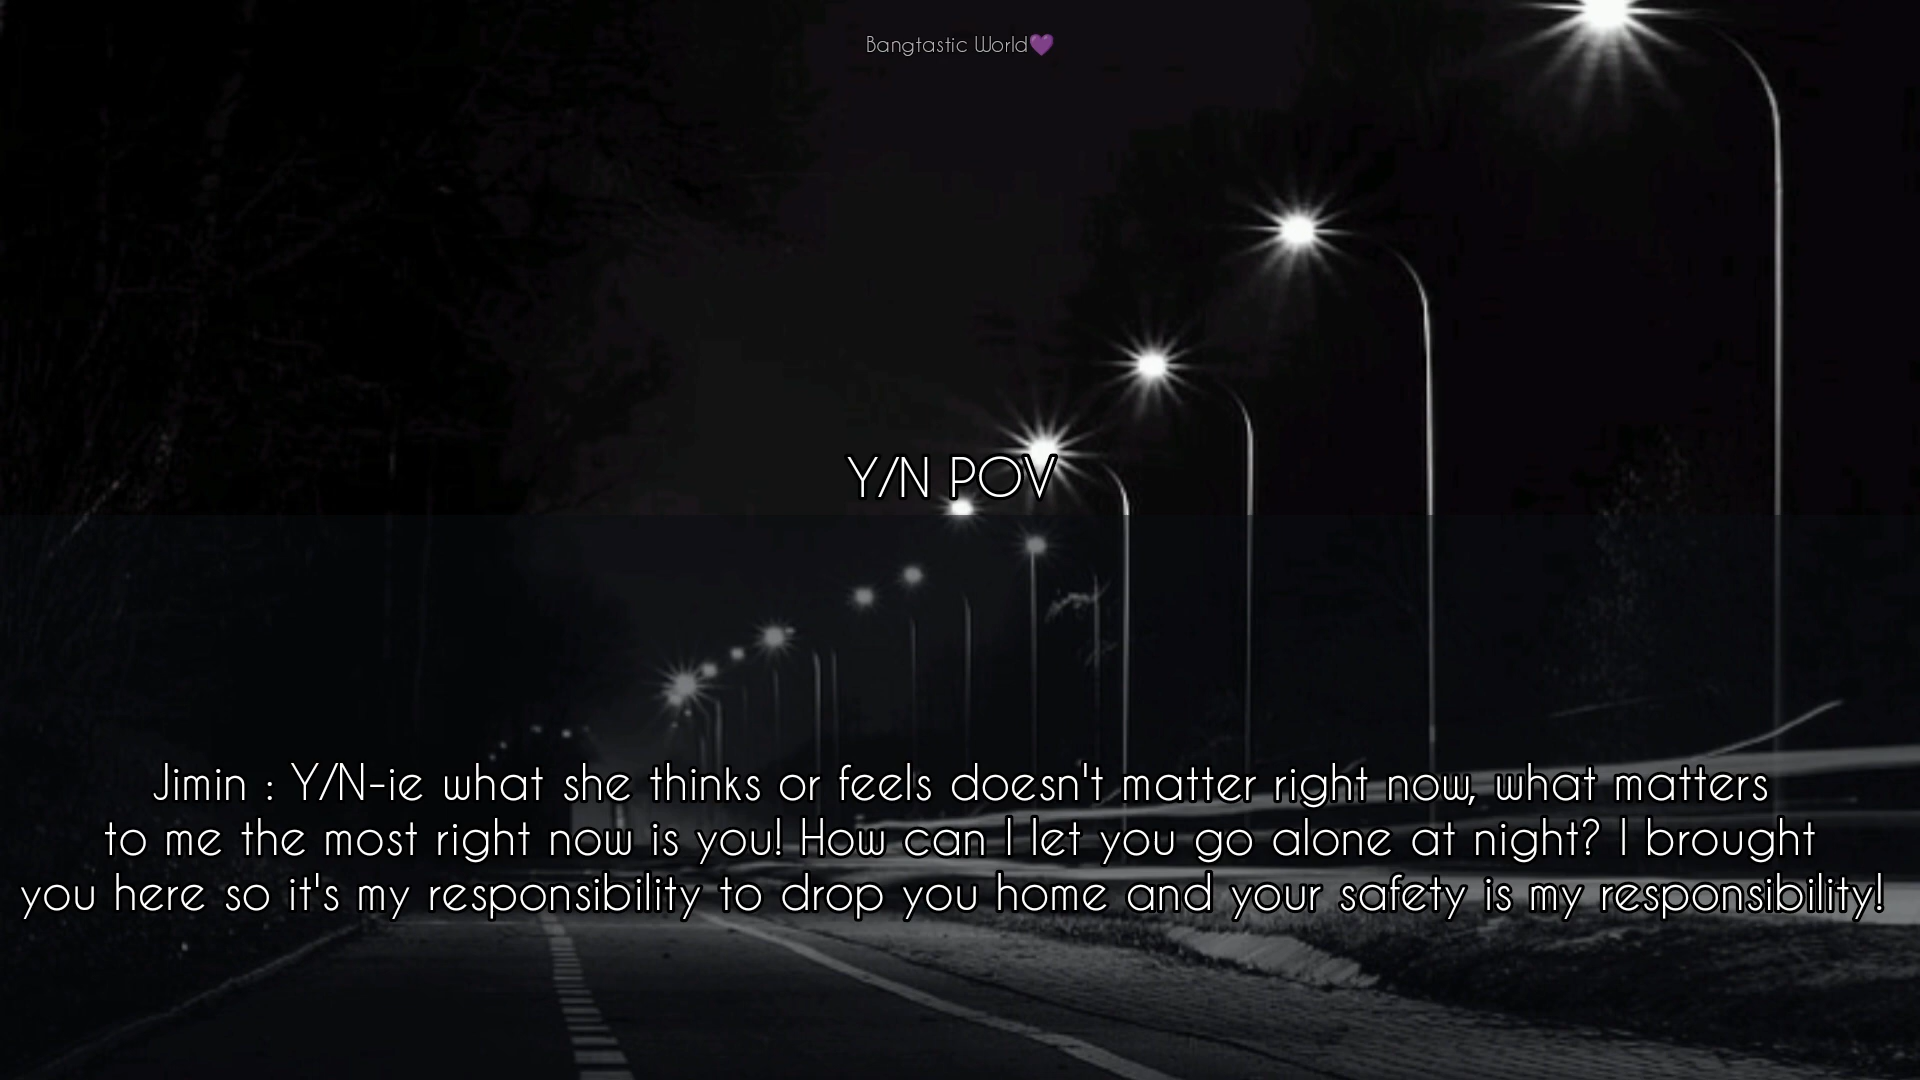 Bangtastic World💜
Y/N POV
Jimin : Y/N-ie what she thinks or feels doesn't matter right now, what matters
to me the most right now is you! How can I let you go alone at night? I brought
you here so it's my responsibility to drop you home and your safety is my responsibility!